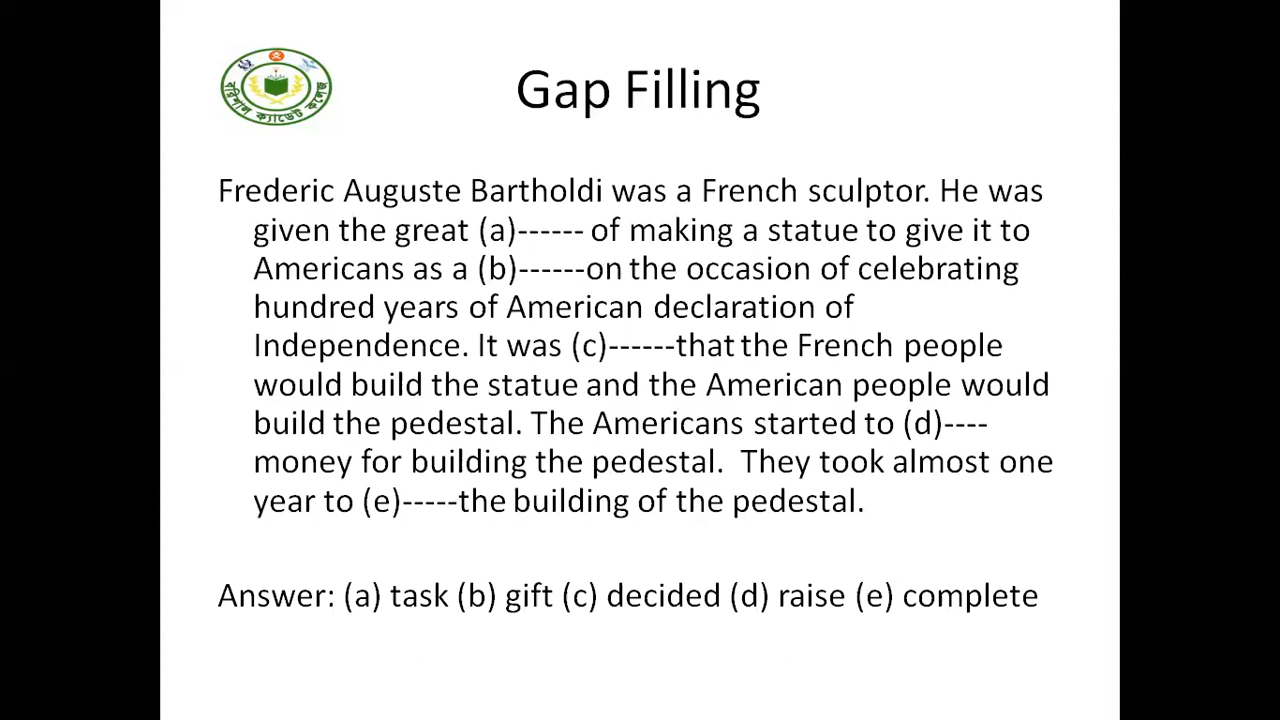 বরিশাল ক্যাডেট কলেজ
Gap Filling
Frederic Auguste Bartholdi was a French sculptor. He was
given the great (a)------ of making a statue to give it to
Americans as a (b)------on the occasion of celebrating
hundred years of American declaration of
Independence. It was (c)------that the French people
would build the statue and the American people would
build the pedestal. The Americans started to (d)----
money for building the pedestal.  They took almost one
year to (e)-----the building of the pedestal.
Answer: (a) task (b) gift (c) decided (d) raise (e) complete